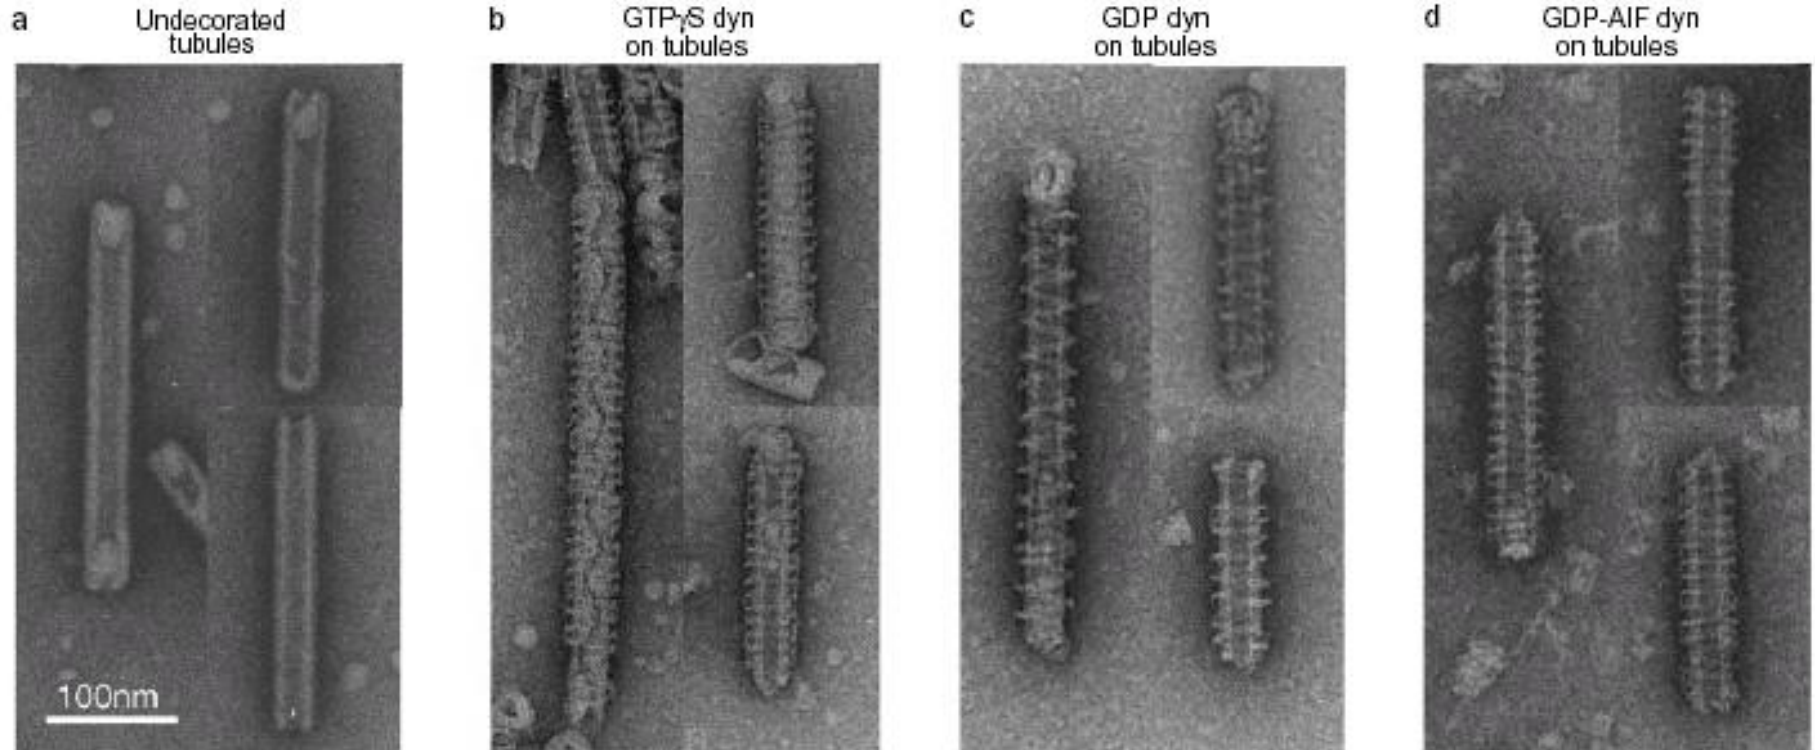 a
Undecorated
tubules
b
GTPγS dyn
on tubules
c
GDP dyn
on tubules
d
GDP-AlF dyn
on tubules
100nm